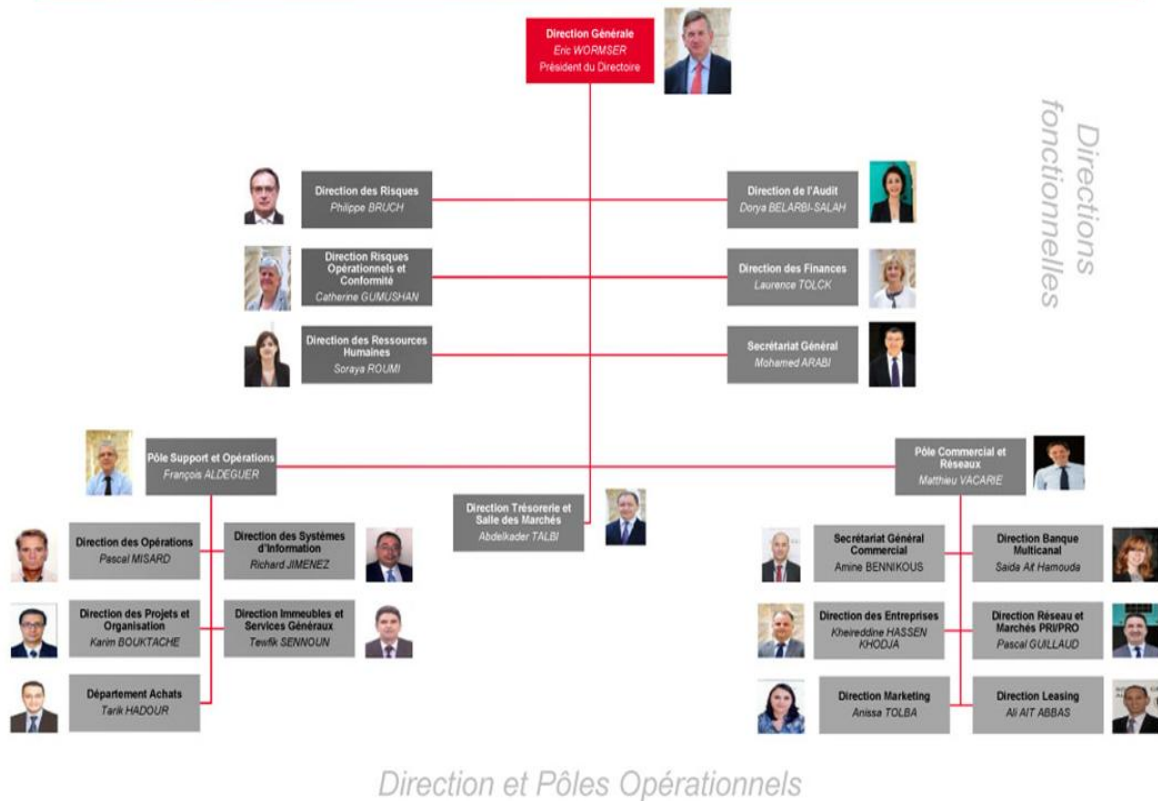 Direction Générale
Eric WORMSER
Président du Directoire
Directions
fonctionnelles
Direction des Risques
Philippe BRUCH
Direction de l'Audit
Dorya BELARBI-SALAH
Direction Risques
Opérationnels et
Conformité
Catherine GUMUSHAN
Direction des Finances
Laurence TOLCK
Direction des Ressources
Humaines
Soraya ROUMI
Secrétariat Général
Mohamed ARABI
Pôle Support et Opérations
François ALDEGUER
Pôle Commercial et
Réseaux
Matthieu VACARIE
Direction Trésorerie et
Salle des Marchés
Abdelkader TALBI
Direction des Opérations
Pascal MISARD
Direction des Systèmes
d'Information
Richard JIMENEZ
Secrétariat Général
Commercial
Amine BENNIKOUS
Direction Banque
Multicanal
Saida Ait Hamouda
Direction des Projets et
Organisation
Karim BOUKTACHE
Direction Immeubles et
Services Généraux
Tewfik SENNOUN
Direction des Entreprises
Kheireddine HASSEN
KHODJA
Direction Réseau et
Marchés PRI/PRO
Pascal GUILLAUD
Département Achats
Tarik HADOUR
Direction Marketing
Anissa TOLBA
Direction Leasing
Ali AIT ABBAS
Direction et Pôles Opérationnels